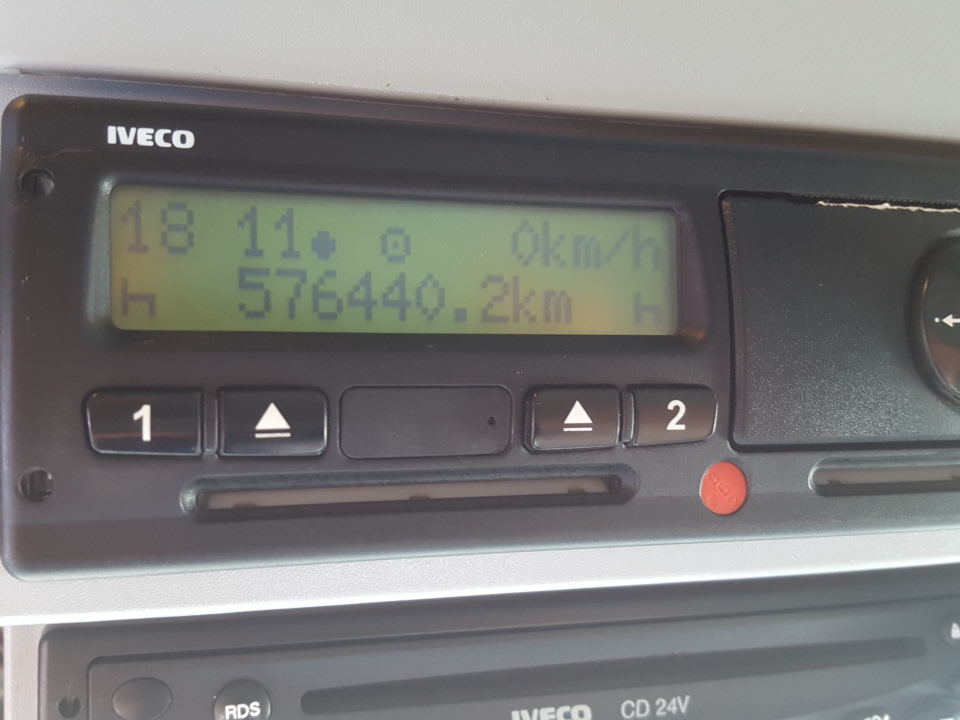 IVECO
18 11 0km/h
576440.2km
1
2
RDS
IVECO CD 24V